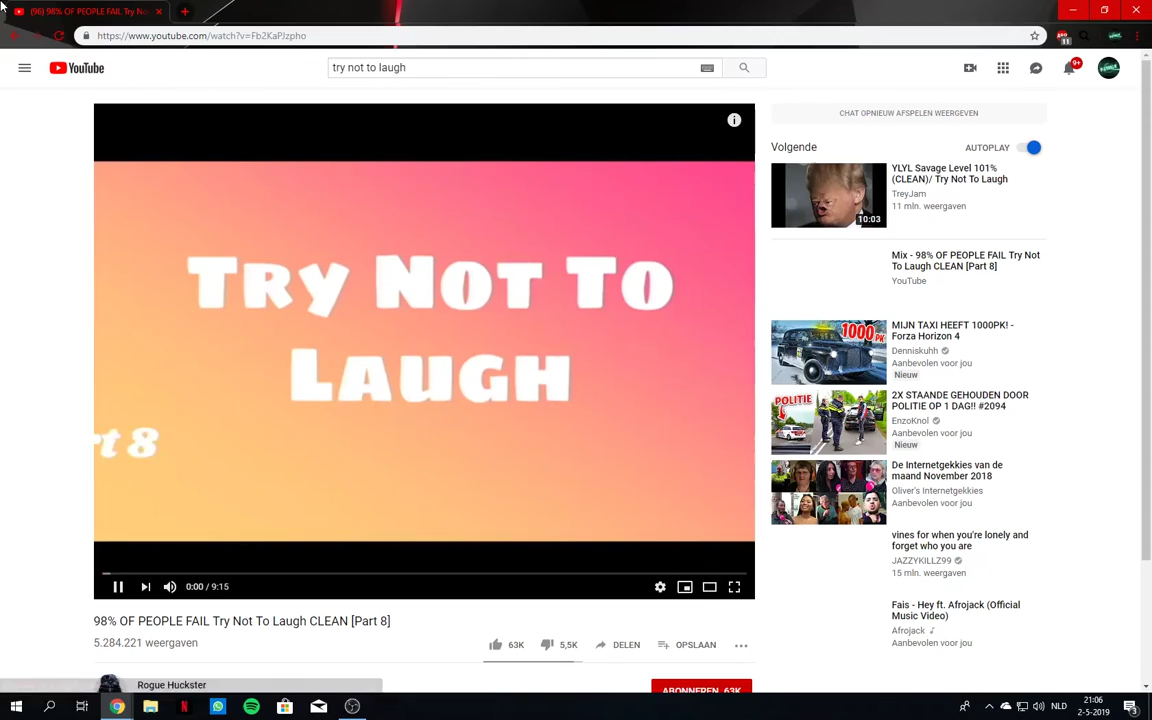 (96) 98% OF PEOPLE FAIL Try No
https://www.youtube.com/watch?v=Fb2KaPJzpho
11
YouTube
try not to laugh
9+
Try Not To
Laugh
rt 8
0:00 / 9:15
98% OF PEOPLE FAIL Try Not To Laugh CLEAN [Part 8]
5.284.221 weergaven
63K
5,5K
DELEN
OPSLAAN
Rogue Huckster
ABONNEREN 63K
CHAT OPNIEUW AFSPELEN WEERGEVEN
Volgende
AUTOPLAY
10:03
YLYL Savage Level 101%
(CLEAN)/ Try Not To Laugh
TreyJam
11 mln. weergaven
Mix - 98% OF PEOPLE FAIL Try Not
To Laugh CLEAN [Part 8]
YouTube
1000PK
MIJN TAXI HEEFT 1000PK! -
Forza Horizon 4
Denniskuhh
Aanbevolen voor jou
Nieuw
POLITIE
2X STAANDE GEHOUDEN DOOR
POLITIE OP 1 DAG!! #2094
EnzoKnol
Aanbevolen voor jou
Nieuw
De Internetgekkies van de
maand November 2018
Oliver's internetgekkies
Aanbevolen voor jou
vines for when you're lonely and
forget who you are
JAZZYKILLZ99
15 mln. weergaven
Fais - Hey ft. Afrojack (Official
Music Video)
Afrojack
Aanbevolen voor jou
NLD
21:06
2-5-2019
3